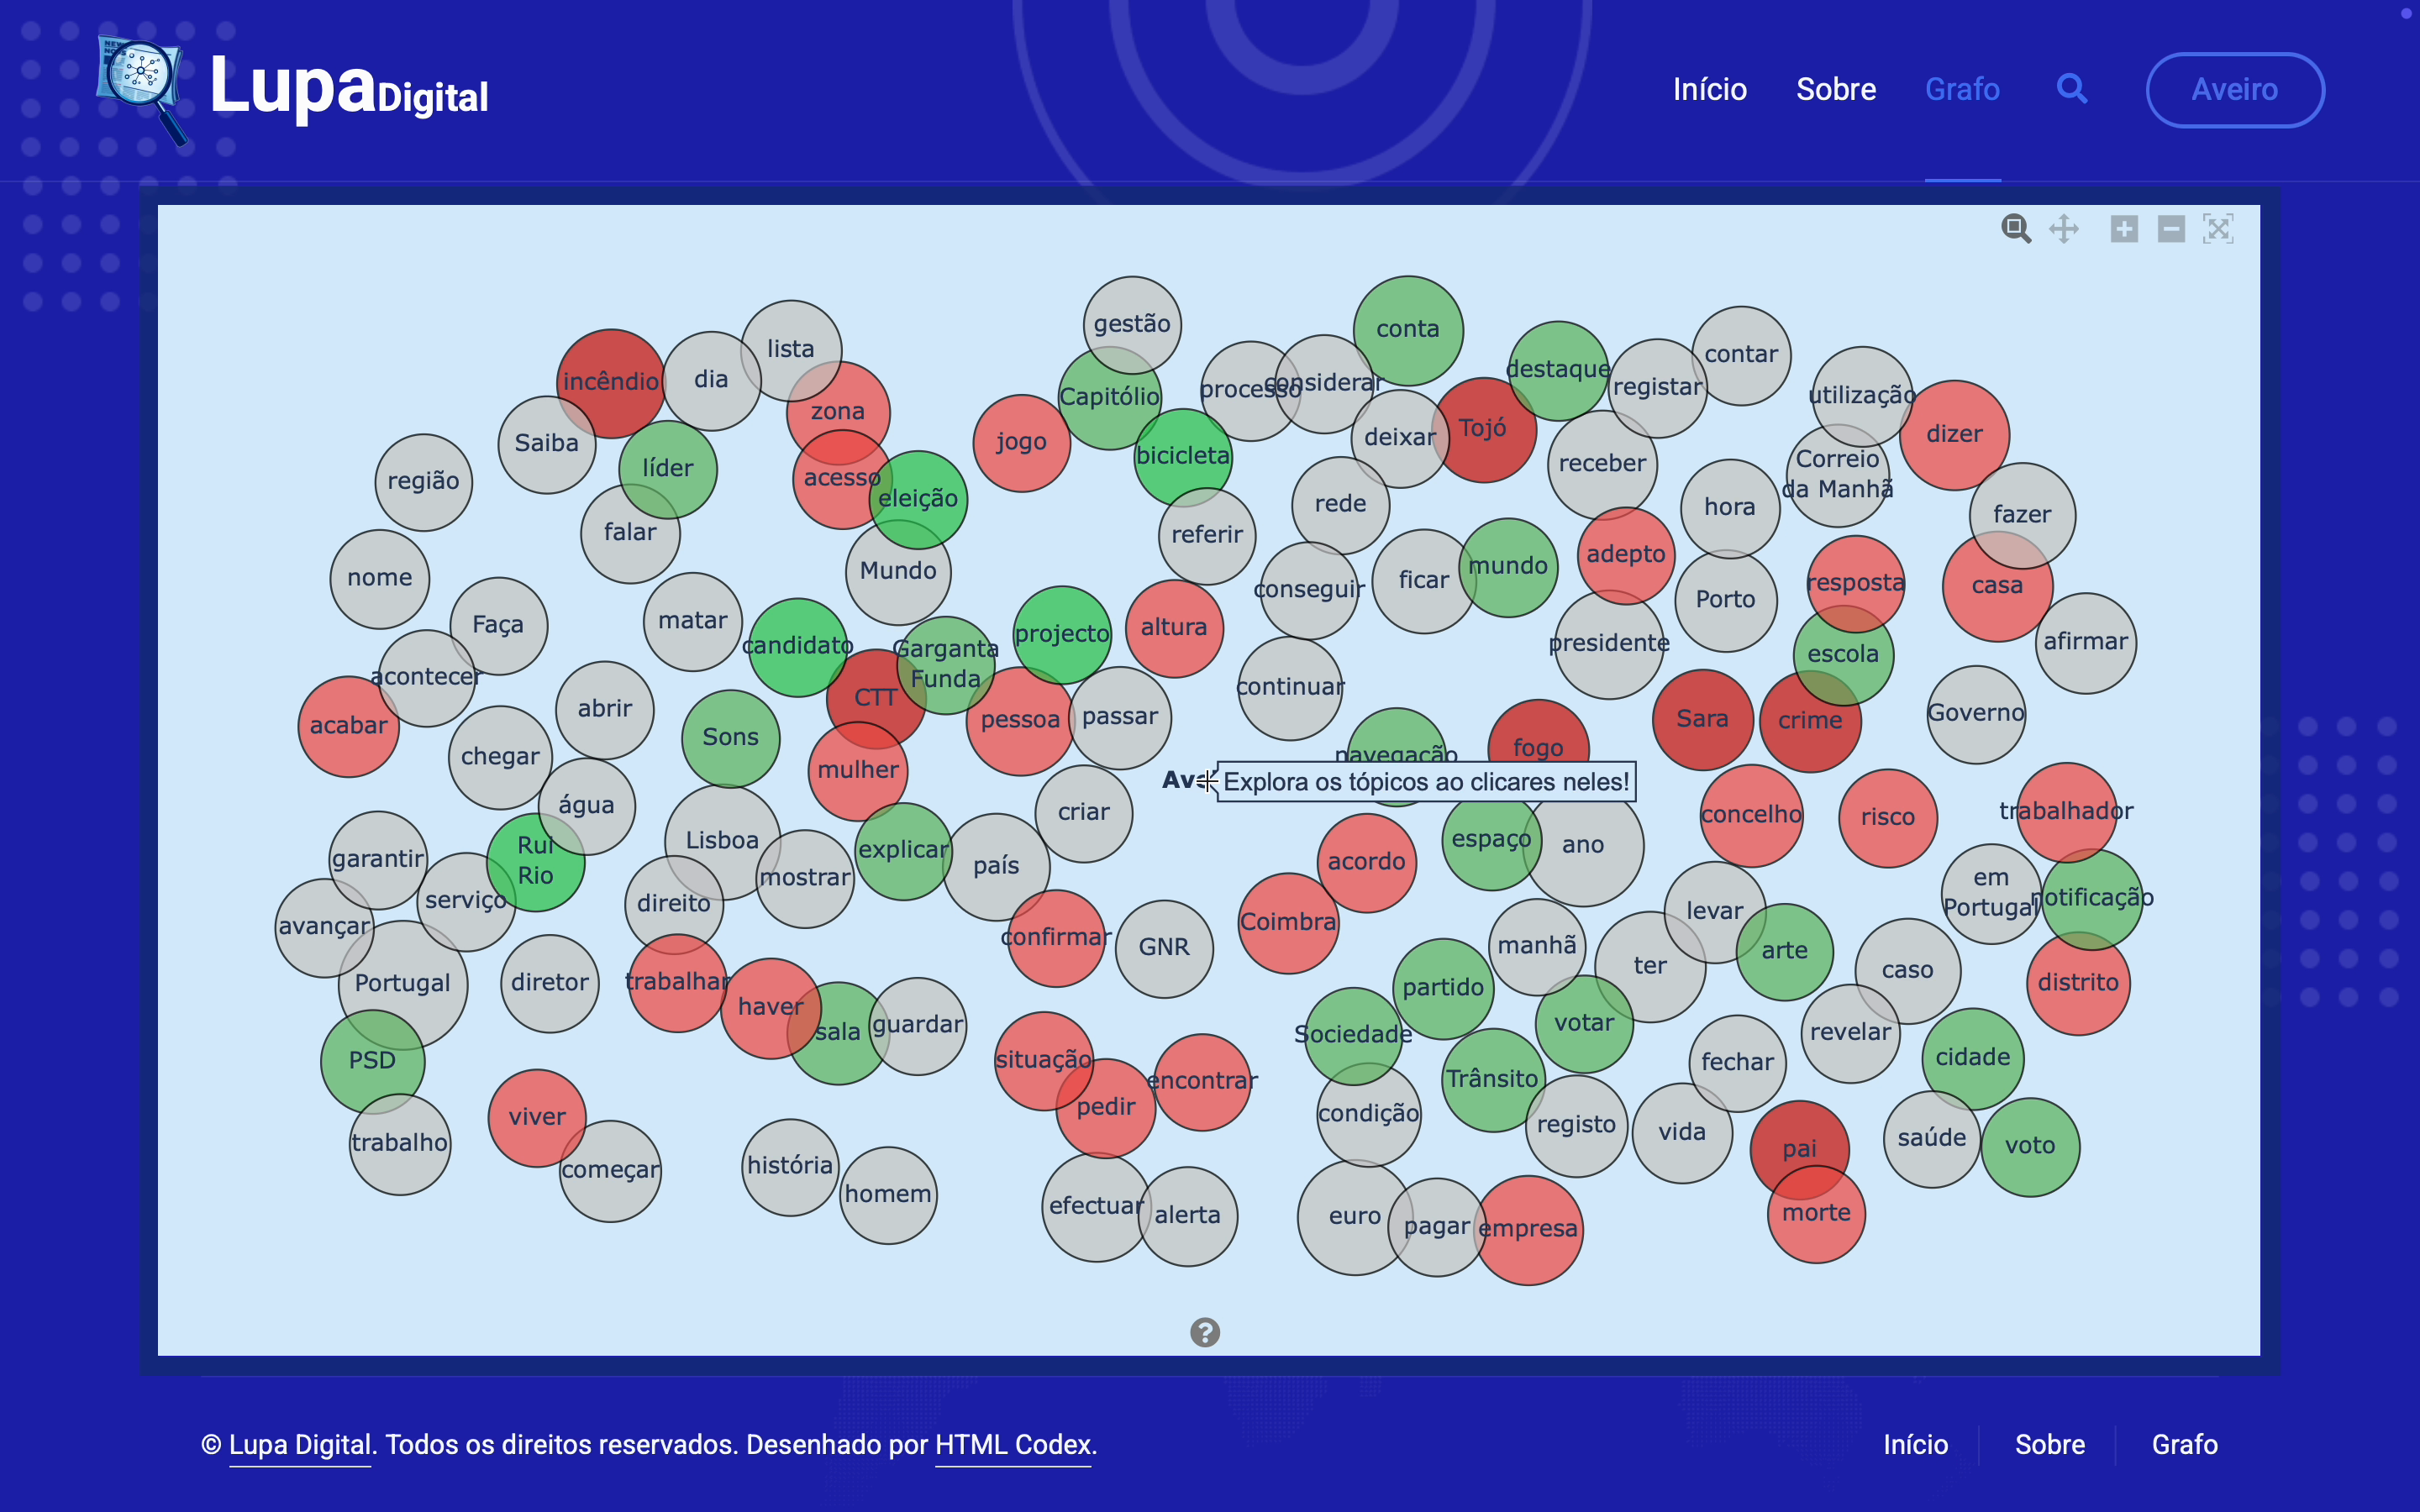 Lupa Digital
Início
Sobre
Grafo
Aveiro
gestão
conta
lista
incêndio
dia
contar
destaque
processo
considerar
registar
Capitólio
utilização
zona
Saiba
jogo
deixar
Tojó
dizer
bicicleta
líder
receber
Correio
da Manhã
região
acesso
eleição
rede
hora
fazer
falar
referir
Mundo
nome
ficar
mundo
adepto
conseguir
resposta
casa
Porto
Faça
matar
candidato
projecto
altura
presidente
afirmar
Garganta
Funda
escola
acontecer
continuar
CTT
abrir
acabar
pessoa
passar
Sara
crime
Governo
Sons
fogo
navegação
chegar
mulher
Explora os tópicos ao clicares neles!
água
criar
concelho
risco
trabalhador
Lisboa
espaço
ano
garantir
Rui
Rio
explicar
acordo
país
mostrar
em
Portugal
notificação
serviço
direito
levar
avançar
Coimbra
confirmar
GNR
manhã
arte
ter
caso
Portugal
diretor
trabalhar
partido
distrito
haver
sala
guardar
votar
Sociedade
revelar
PSD
situação
cidade
fechar
encontrar
Trânsito
pedir
viver
condição
registo
vida
trabalho
saúde
voto
pai
começar
história
homem
efectuar
alerta
euro
pagar
empresa
morte
?
© Lupa Digital. Todos os direitos reservados. Desenhado por HTML Codex.
Início
Sobre
Grafo